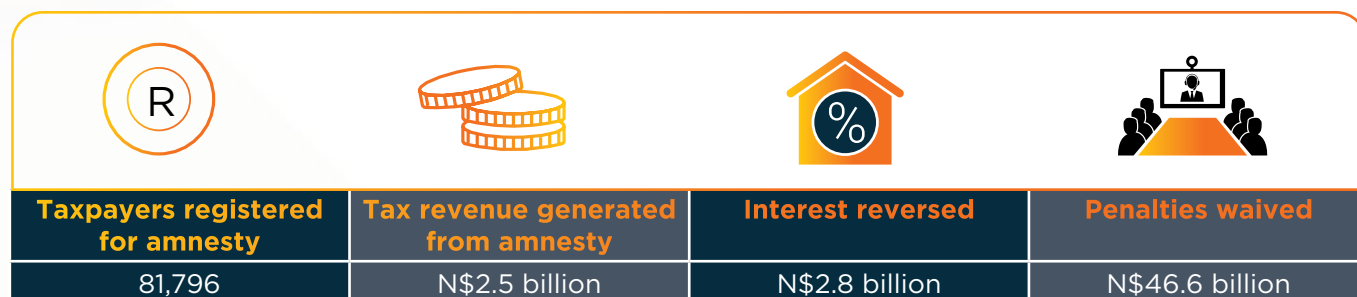 R
%
Taxpayers registered
for amnesty
Tax revenue generated
from amnesty
Interest reversed
Penalties waived
81,796
N$2.5 billion
N$2.8 billion
N$46.6 billion